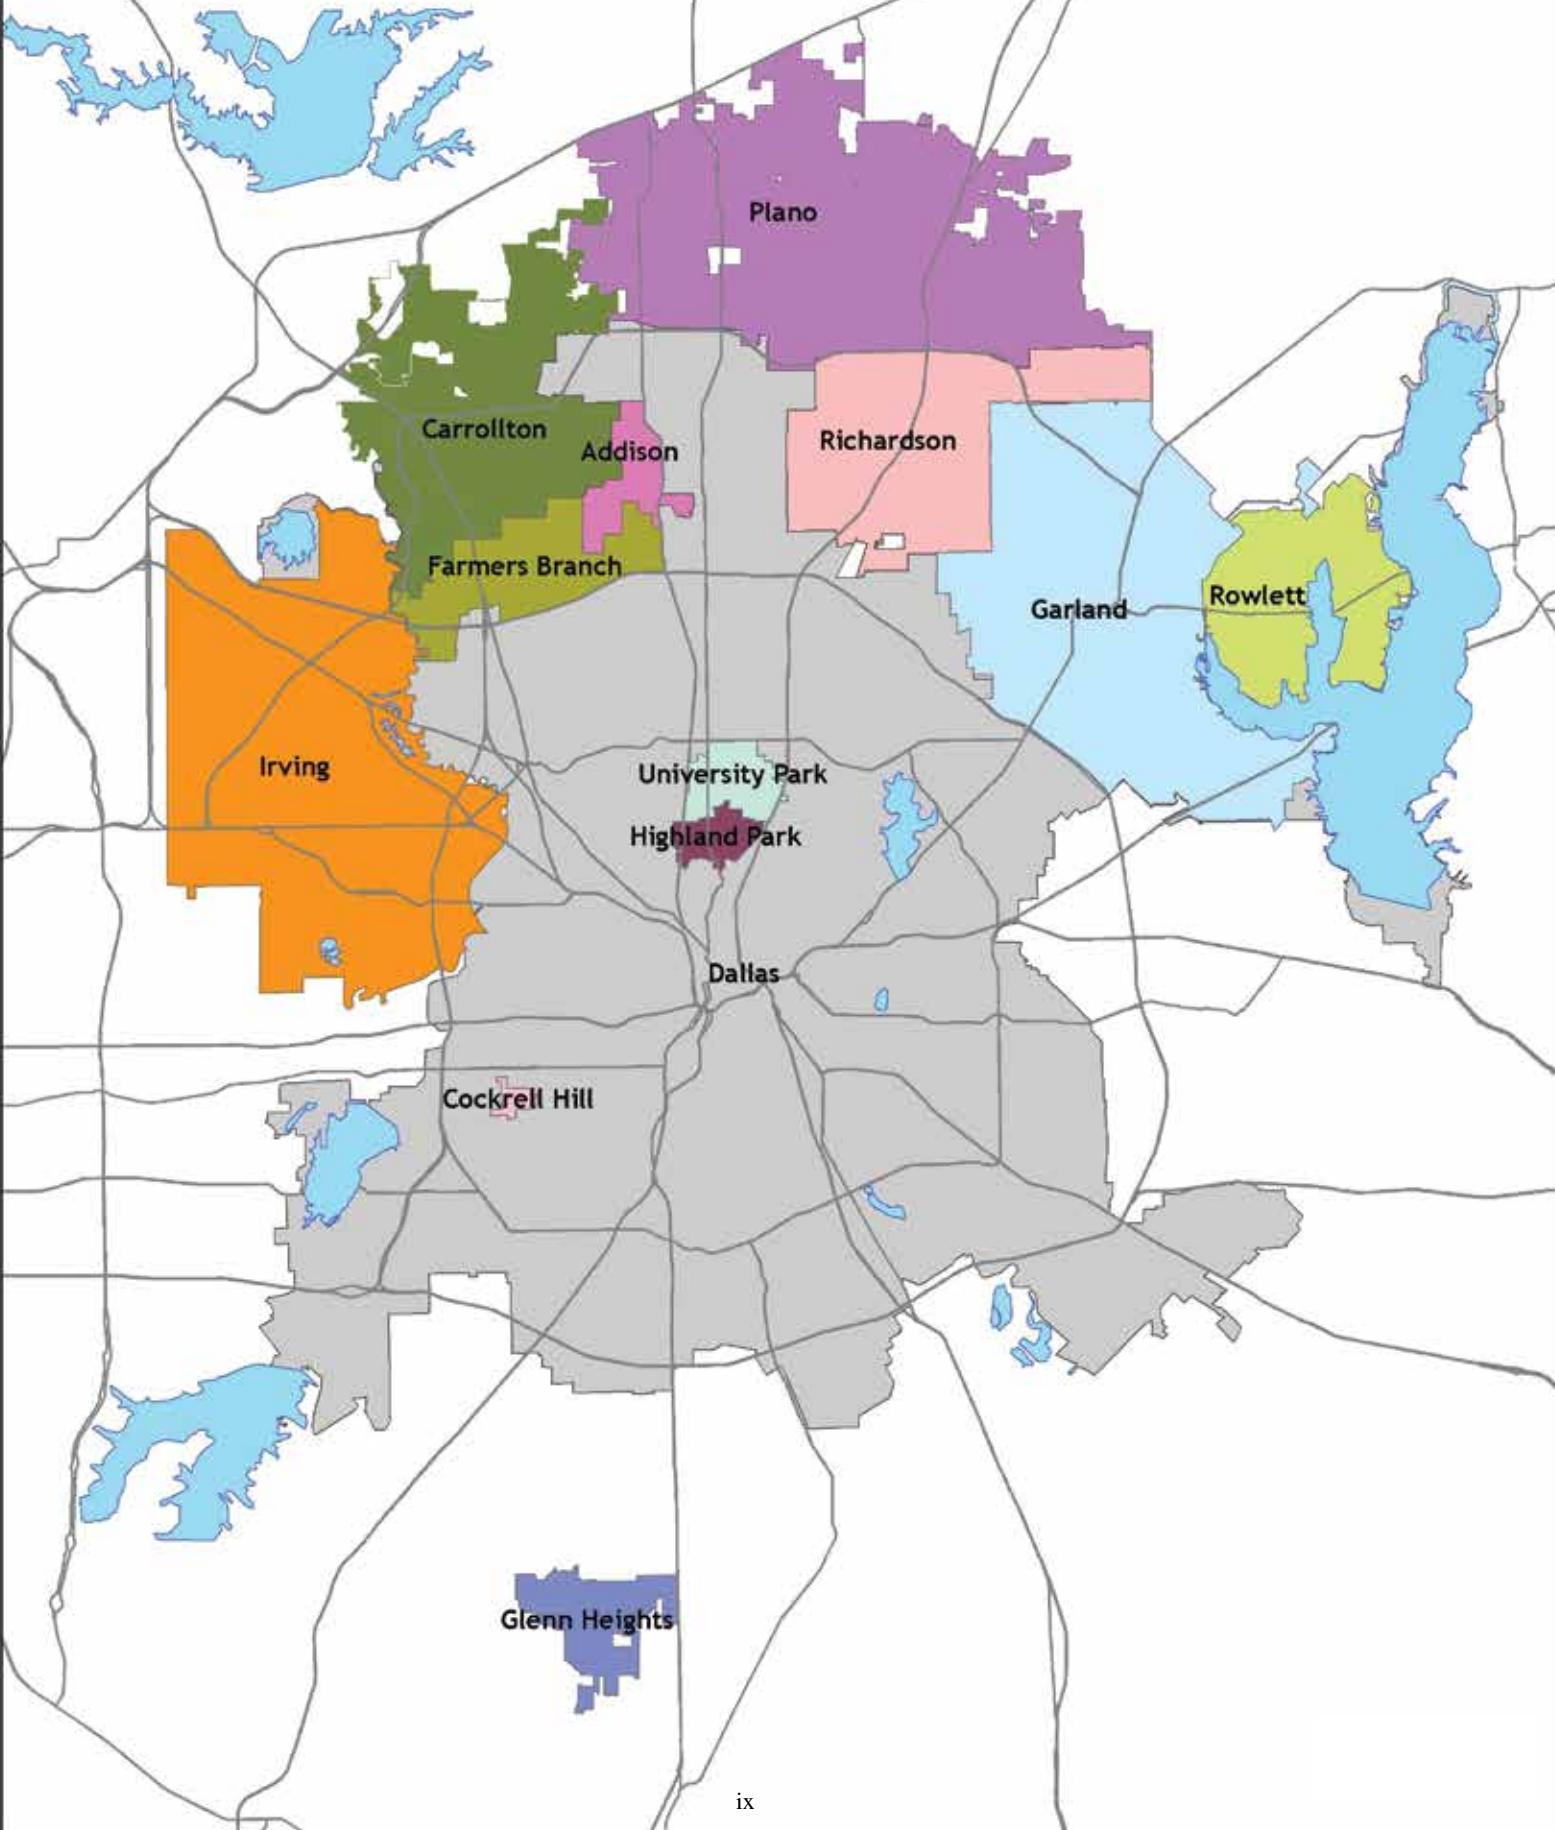 Plano
Carrollton
Addison
Richardson
Farmers Branch
Garland
Rowlett
Irving
University Park
Highland Park
Dallas
Cockrell Hill
Glenn Heights
ix